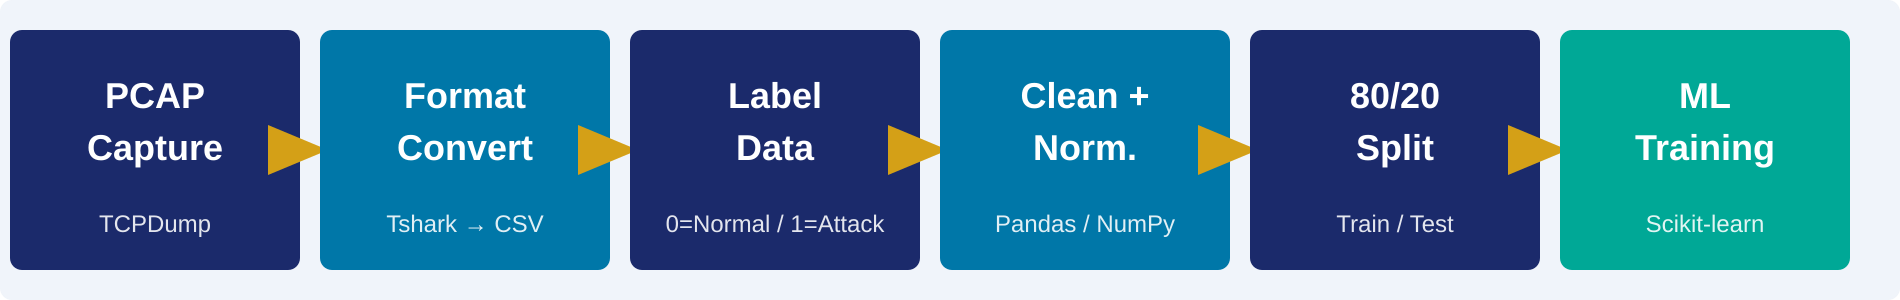 PCAP
Capture
TCPDump
Format
Convert
Tshark → CSV
Label
Data
0=Normal / 1=Attack
Clean +
Norm.
Pandas / NumPy
80/20
Split
Train / Test
ML
Training
Scikit-learn